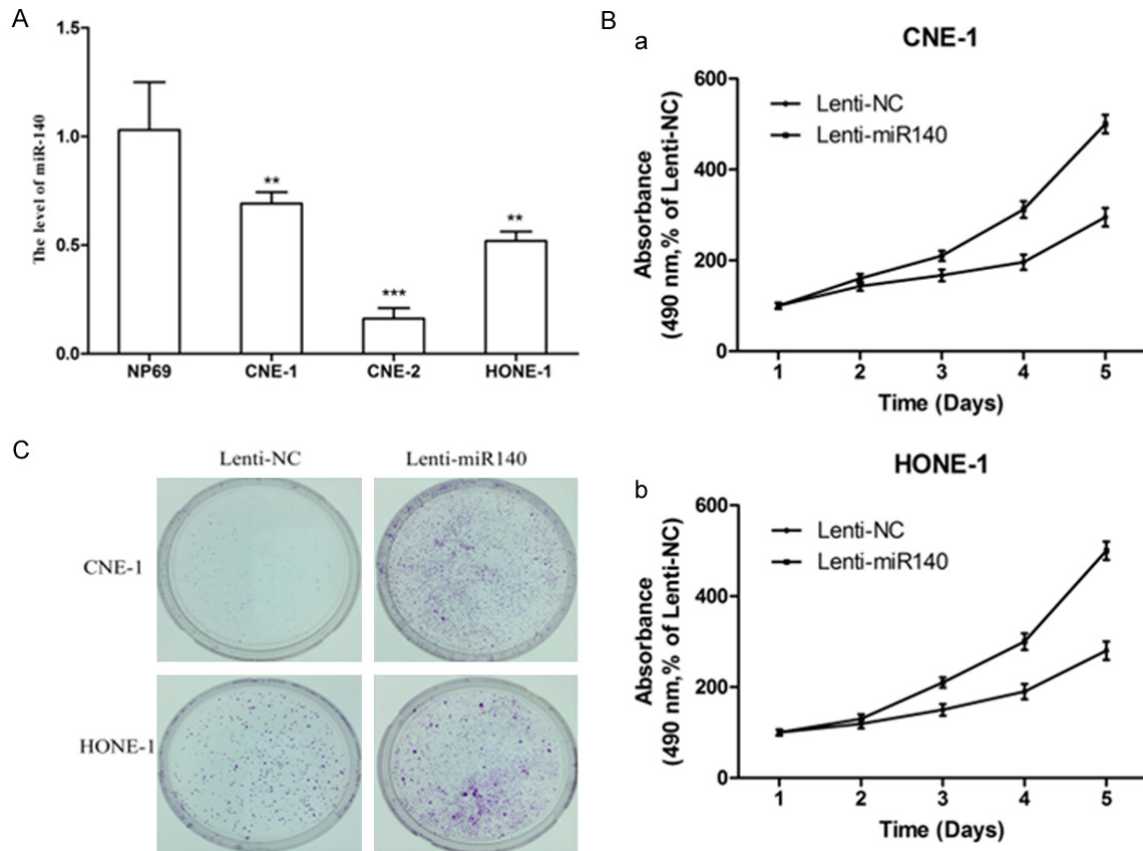 A
The level of miR-140
1.5
1.0
0.5
0.0
**
***
**
NP69 CNE-1 CNE-2 HONE-1
B
a
CNE-1
Absorbance
(490 nm,% of Lenti-NC)
600
400
200
0
Lenti-NC
Lenti-miR140
1 2 3 4 5
Time (Days)
C
Lenti-NC Lenti-miR140
CNE-1
HONE-1
b
HONE-1
Absorbance
(490 nm,% of Lenti-NC)
600
400
200
0
Lenti-NC
Lenti-miR140
1 2 3 4 5
Time (Days)